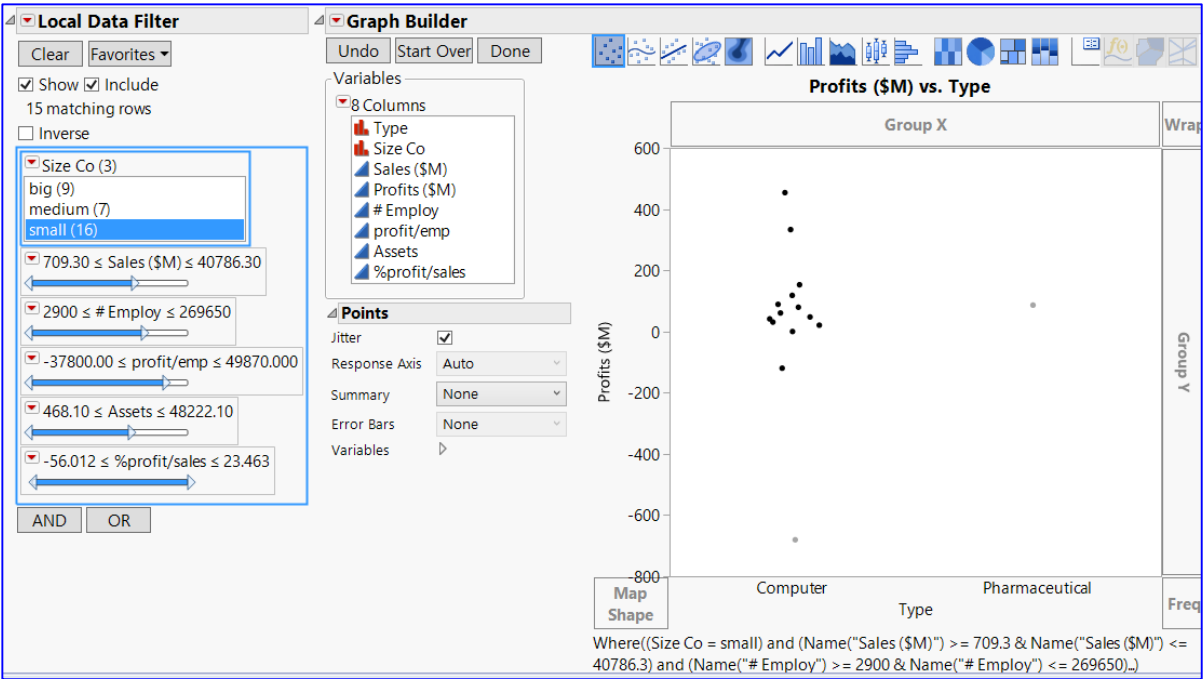 Local Data Filter
Clear Favorites
Show Include
15 matching rows
Inverse
Size Co (3)
big (9)
medium (7)
small (16)
709.30 ≤ Sales ($M) ≤ 40786.30
2900 ≤ # Employ ≤ 269650
-37800.00 ≤ profit/emp ≤ 49870.000
468.10 ≤ Assets ≤ 48222.10
-56.012 ≤ %profit/sales ≤ 23.463
AND OR
Graph Builder
Undo Start Over Done
Variables
8 Columns
Type
Size Co
Sales ($M)
Profits ($M)
# Employ
profit/emp
Assets
%profit/sales
Points
Jitter
Response Axis Auto
Summary None
Error Bars None
Variables
Profits ($M) vs. Type
Group X
Wrap
600
400
200
0
-200
-400
-600
-800
Profits ($M)
Group Y
Map
Shape
Computer Pharmaceutical
Type
Freq
Where((Size Co = small) and (Name("Sales ($M)") >= 709.3 & Name("Sales ($M)") <=
40786.3) and (Name("# Employ") >= 2900 & Name("# Employ") <= 269650)...)